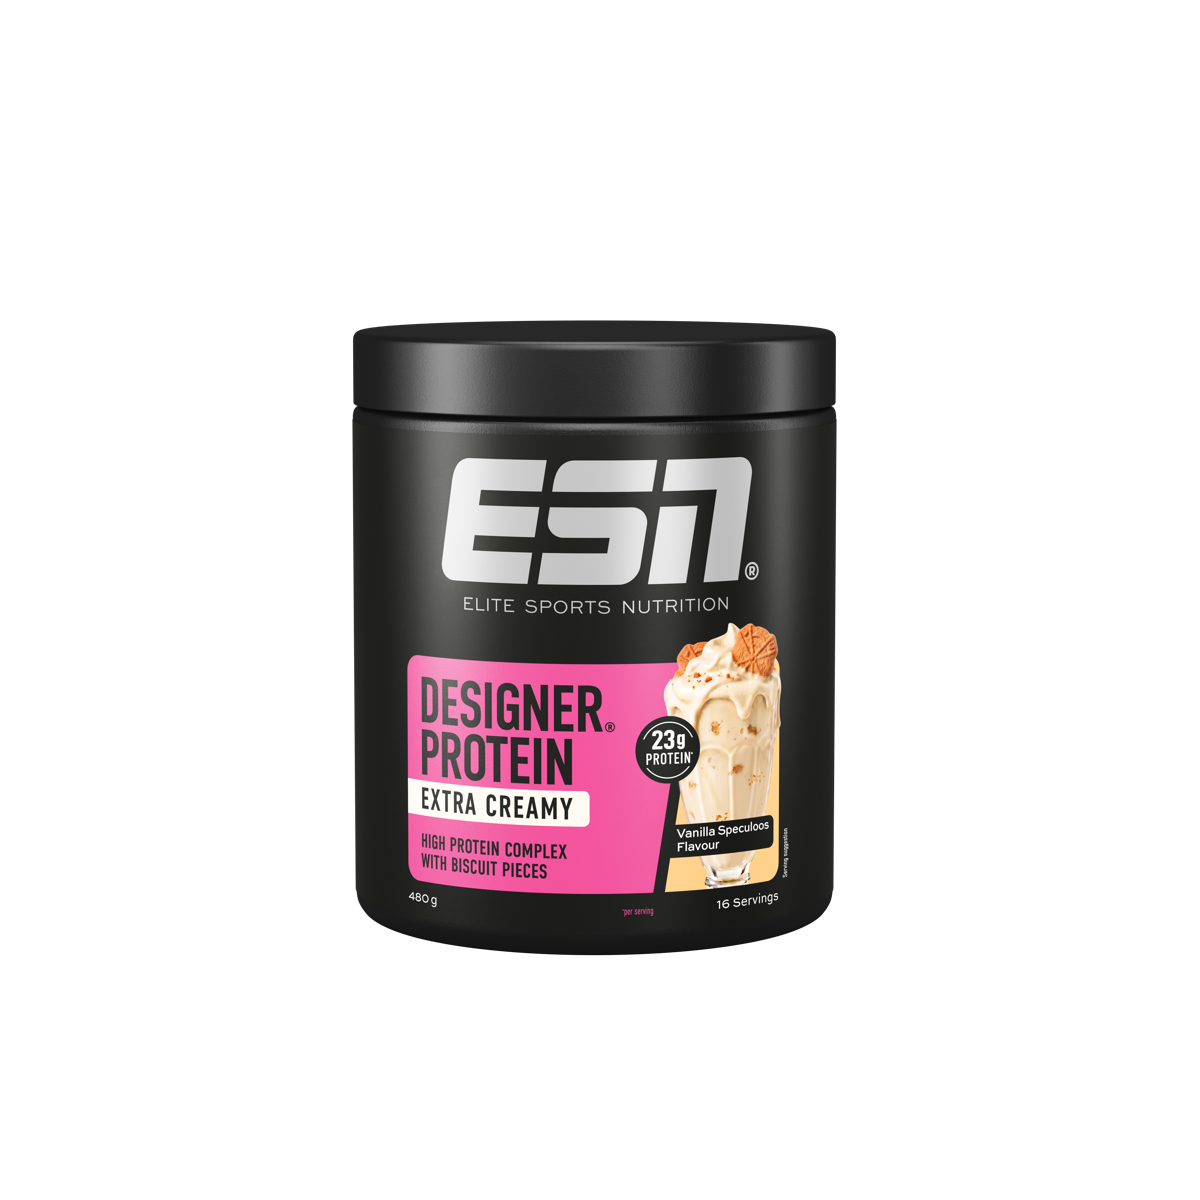 ESN®
ELITE SPORTS NUTRITION
DESIGNER®
PROTEIN
EXTRA CREAMY
HIGH PROTEIN COMPLEX
WITH BISCUIT PIECES
23g
PROTEIN*
Vanilla Speculoos
Flavour
Serving suggestion
480 g
*per serving
16 Servings